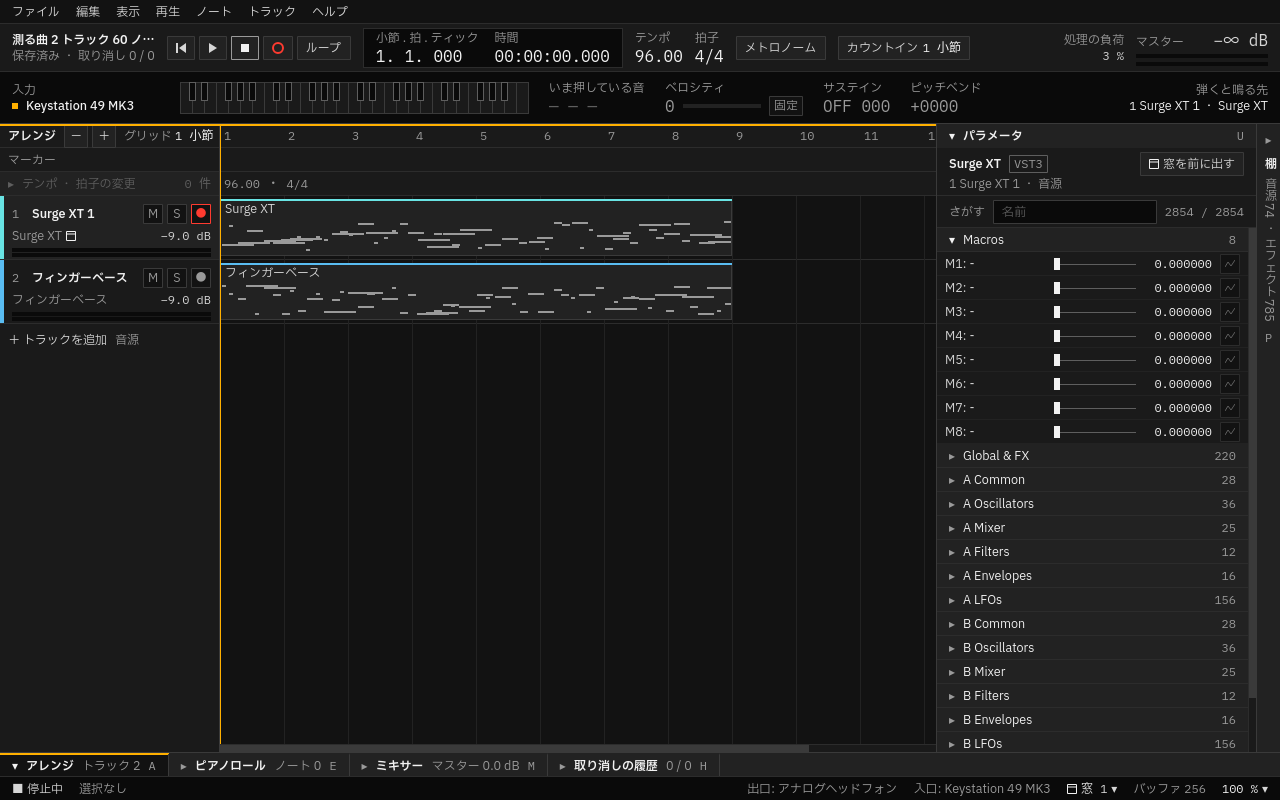 ファイル 編集 表示 再生 ノート トラック ヘルプ
測る曲 2 トラック 60 ノ…
保存済み ・ 取り消し 0 / 0
ループ
小節 . 拍 . ティック 時間
1. 1. 000 00:00:00.000
テンポ 拍子
96.00 4/4
メトロノーム
カウントイン 1 小節
処理の負荷
3 %
マスター
−∞ dB
入力
Keystation 49 MK3
いま押している音
— — —
ベロシティ
0
固定
サステイン
OFF 000
ピッチベンド
+0000
弾くと鳴る先
1 Surge XT 1 ・ Surge XT
アレンジ − + グリッド 1 小節
1 2 3 4 5 6 7 8 9 10 11 1
マーカー
テンポ ・ 拍子の変更 0 件
96.00 ・ 4/4
1 Surge XT 1 M S
Surge XT −9.0 dB
Surge XT
2 フィンガーベース M S
フィンガーベース −9.0 dB
フィンガーベース
+ トラックを追加 音源
パラメータ U
Surge XT VST3
窓を前に出す
1 Surge XT 1 ・ 音源
さがす 名前 2854 / 2854
Macros 8
M1: - 0.000000
M2: - 0.000000
M3: - 0.000000
M4: - 0.000000
M5: - 0.000000
M6: - 0.000000
M7: - 0.000000
M8: - 0.000000
Global & FX 220
A Common 28
A Oscillators 36
A Mixer 25
A Filters 12
A Envelopes 16
A LFOs 156
B Common 28
B Oscillators 36
B Mixer 25
B Filters 12
B Envelopes 16
B LFOs 156
棚 音源 74 ・ エフェクト 785 P
アレンジ トラック 2 A
ピアノロール ノート 0 E
ミキサー マスター 0.0 dB M
取り消しの履歴 0 / 0 H
停止中 選択なし
出口: アナログヘッドフォン 入口: Keystation 49 MK3 窓 1 バッファ 256 100 %